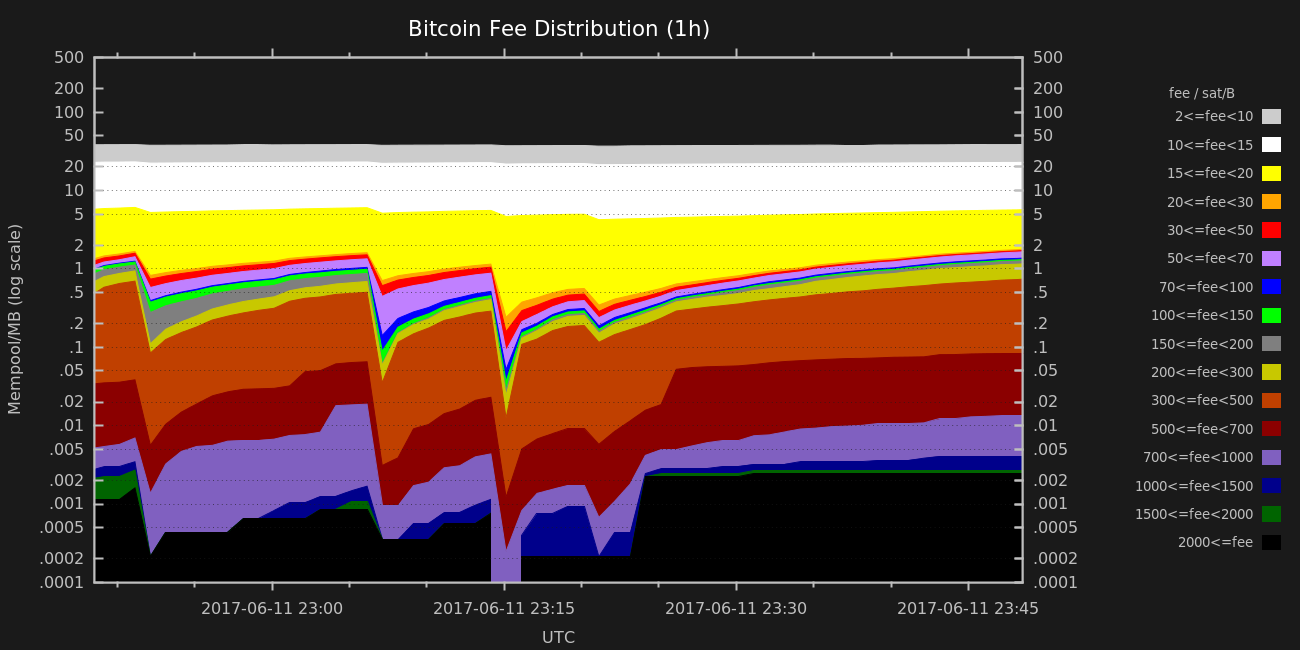 Bitcoin Fee Distribution (1h)
500 500
200 200
100 100
50 50
20 20
10 10
5 5
2 2
1 1
.5 .5
.2 .2
.1 .1
.05 .05
.02 .02
.01 .01
.005 .005
.002 .002
.001 .001
.0005 .0005
.0002 .0002
.0001 .0001
Mempool/MB (log scale)
2017-06-11 23:00 2017-06-11 23:15 2017-06-11 23:30 2017-06-11 23:45
UTC
fee / sat/B
2<=fee<10
10<=fee<15
15<=fee<20
20<=fee<30
30<=fee<50
50<=fee<70
70<=fee<100
100<=fee<150
150<=fee<200
200<=fee<300
300<=fee<500
500<=fee<700
700<=fee<1000
1000<=fee<1500
1500<=fee<2000
2000<=fee